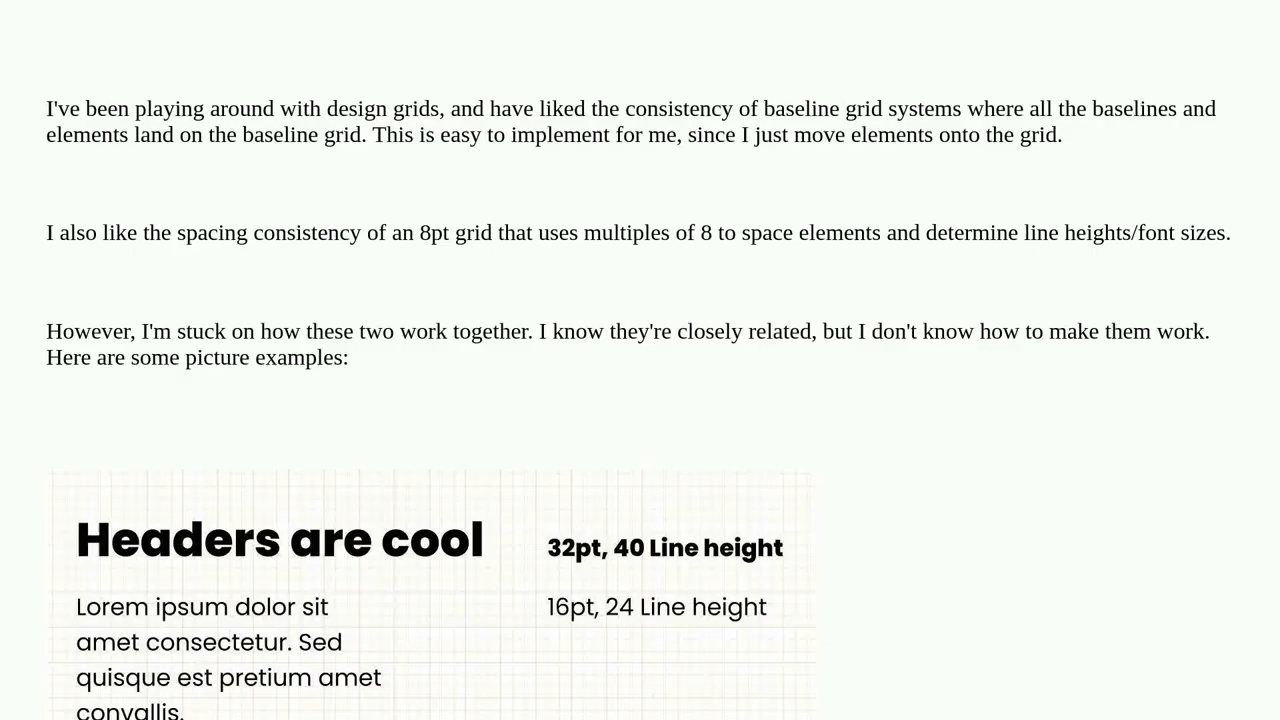 I've been playing around with design grids, and have liked the consistency of baseline grid systems where all the baselines and
elements land on the baseline grid. This is easy to implement for me, since I just move elements onto the grid.
I also like the spacing consistency of an 8pt grid that uses multiples of 8 to space elements and determine line heights/font sizes.
However, I'm stuck on how these two work together. I know they're closely related, but I don't know how to make them work.
Here are some picture examples:
Headers are cool
32pt, 40 Line height
Lorem ipsum dolor sit
16pt, 24 Line height
amet consectetur. Sed
quisque est pretium amet
convallis.